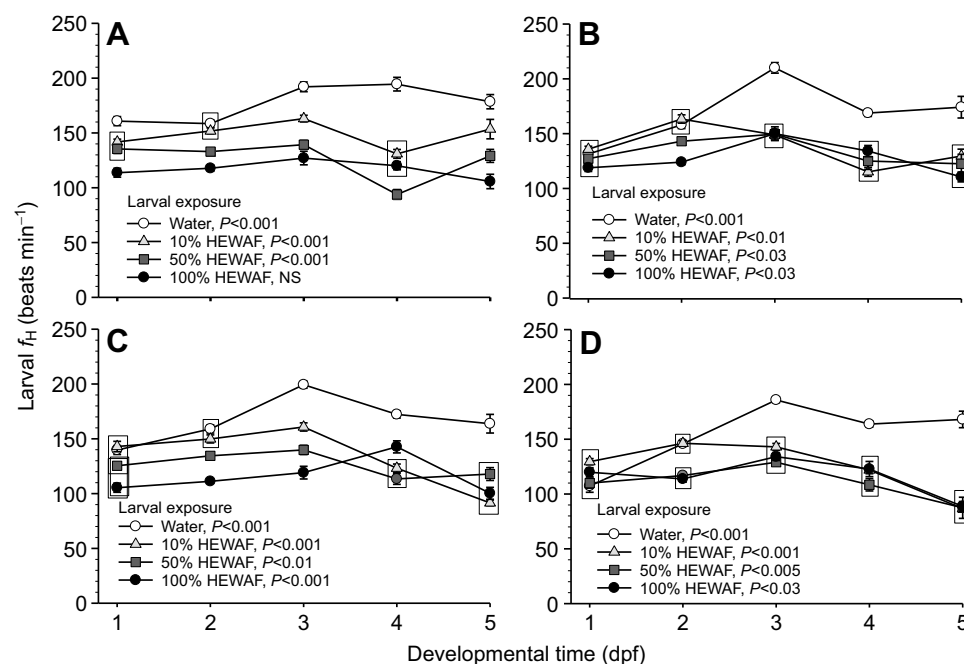 A
250
200
150
100
50
0
Larval exposure
Water, P<0.001
10% HEWAF, P<0.001
50% HEWAF, P<0.001
100% HEWAF, NS
B
250
200
150
100
50
0
Larval exposure
Water, P<0.001
10% HEWAF, P<0.01
50% HEWAF, P<0.03
100% HEWAF, P<0.03
Larval fH (beats min−1)
C
250
200
150
100
50
0
Larval exposure
Water, P<0.001
10% HEWAF, P<0.001
50% HEWAF, P<0.01
100% HEWAF, P<0.001
1 2 3 4 5
D
250
200
150
100
50
0
Larval exposure
Water, P<0.001
10% HEWAF, P<0.001
50% HEWAF, P<0.005
100% HEWAF, P<0.03
1 2 3 4 5
Developmental time (dpf)